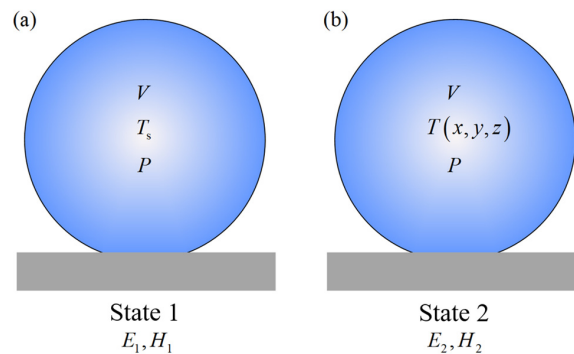 (a)
V
T_s
P
State 1
E_1, H_1
(b)
V
T(x, y, z)
P
State 2
E_2, H_2